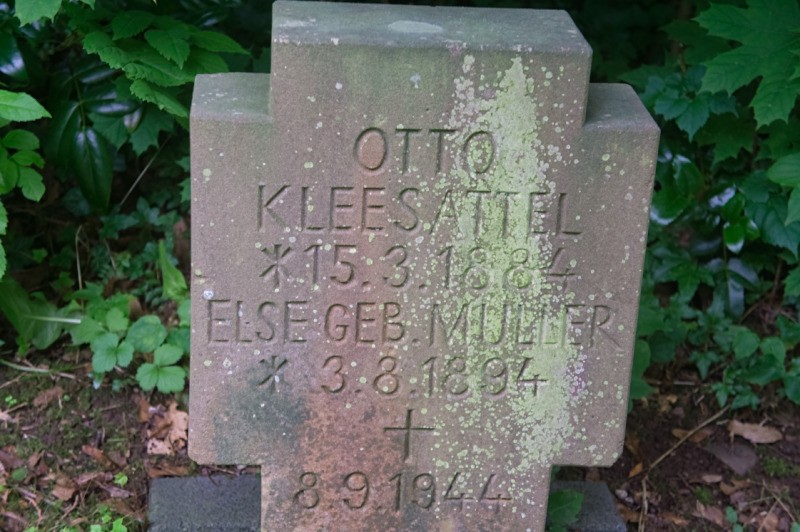 OTTO
KLEESATTEL
*15.3.1884
ELSE GEB. MÜLLER
* 3.8.1894
†
8.9.1944